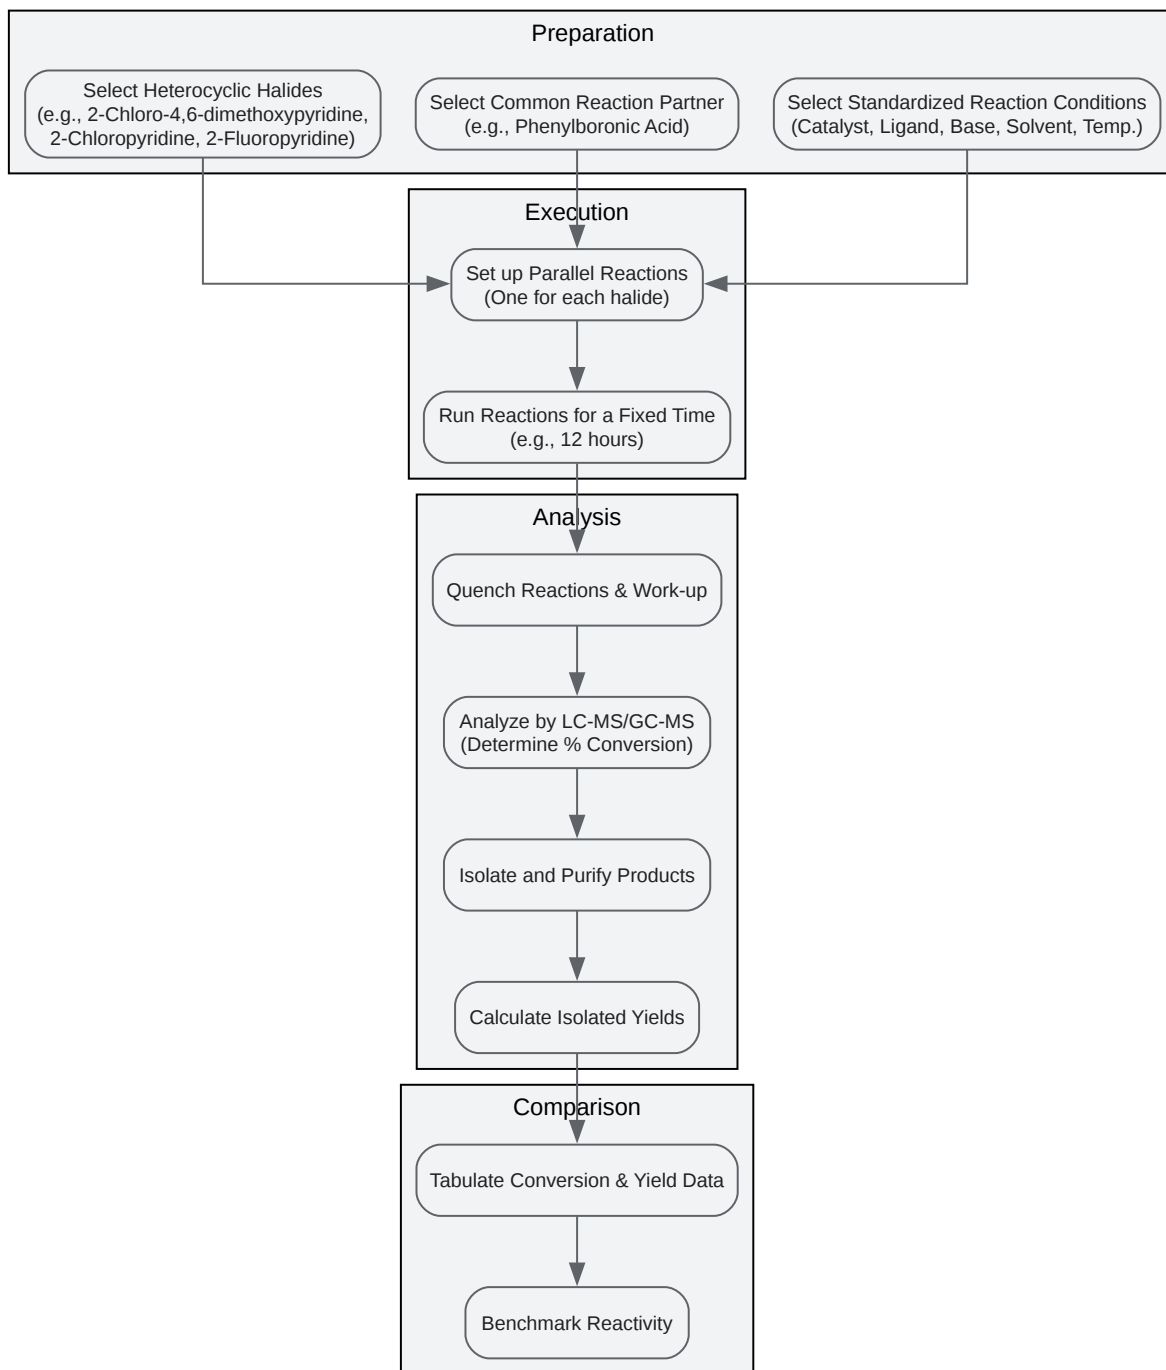 Preparation
Select Heterocyclic Halides
(e.g., 2-Chloro-4,6-dimethoxypyridine,
2-Chloropyridine, 2-Fluoropyridine)
Select Common Reaction Partner
(e.g., Phenylboronic Acid)
Select Standardized Reaction Conditions
(Catalyst, Ligand, Base, Solvent, Temp.)
Execution
Set up Parallel Reactions
(One for each halide)
Run Reactions for a Fixed Time
(e.g., 12 hours)
Analysis
Quench Reactions & Work-up
Analyze by LC-MS/GC-MS
(Determine % Conversion)
Isolate and Purify Products
Calculate Isolated Yields
Comparison
Tabulate Conversion & Yield Data
Benchmark Reactivity